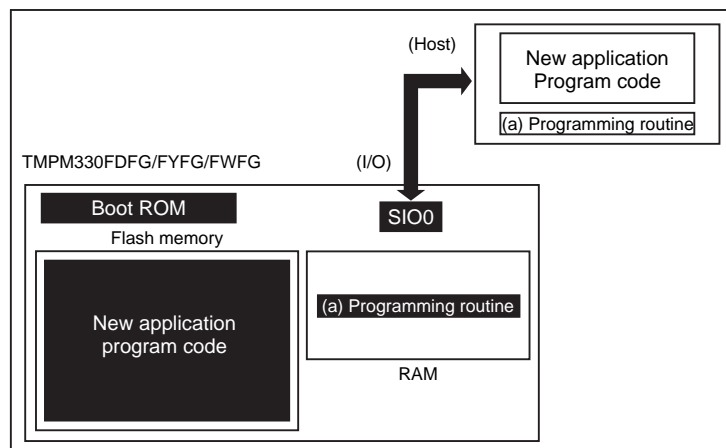 (Host)
New application
Program code
(a) Programming routine
TMPM330FDFG/FYFG/FWFG
(I/O)
Boot ROM
SIO0
Flash memory
New application
program code
(a) Programming routine
RAM